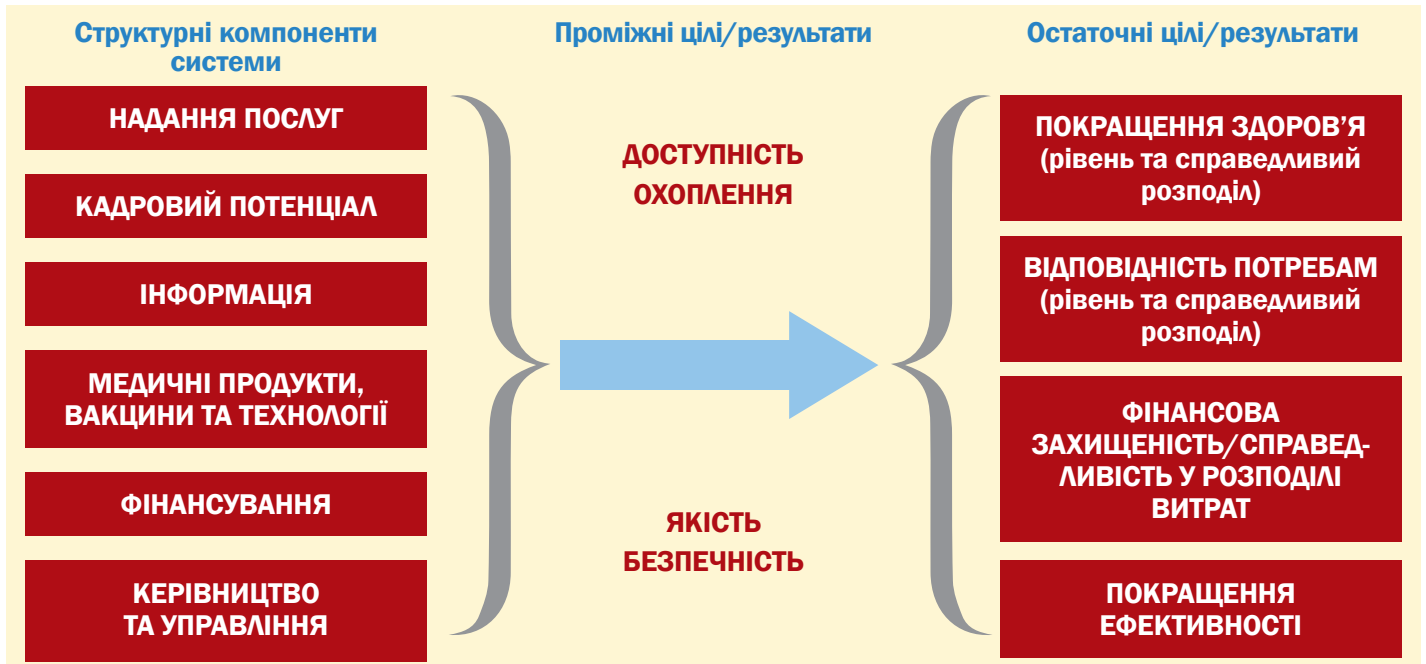 Структурні компоненти
системи
НАДАННЯ ПОСЛУГ
КАДРОВИЙ ПОТЕНЦІАЛ
ІНФОРМАЦІЯ
МЕДИЧНІ ПРОДУКТИ,
ВАКЦИНИ ТА ТЕХНОЛОГІЇ
ФІНАНСУВАННЯ
КЕРІВНИЦТВО
ТА УПРАВЛІННЯ
Проміжні цілі/результати
ДОСТУПНІСТЬ
ОХОПЛЕННЯ
ЯКІСТЬ
БЕЗПЕЧНІСТЬ
Остаточні цілі/результати
ПОКРАЩЕННЯ ЗДОРОВ’Я
(рівень та справедливий
розподіл)
ВІДПОВІДНІСТЬ ПОТРЕБАМ
(рівень та справедливий
розподіл)
ФІНАНСОВА
ЗАХИЩЕНІСТЬ/СПРАВЕД-
ЛИВІСТЬ У РОЗПОДІЛІ
ВИТРАТ
ПОКРАЩЕННЯ
ЕФЕКТИВНОСТІ